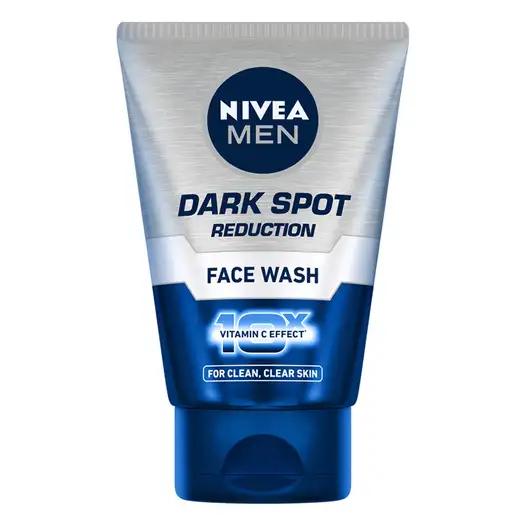 NIVEA
MEN
DARK SPOT
REDUCTION
FACE WASH
10X
VITAMIN C EFFECT*
FOR CLEAN, CLEAR SKIN